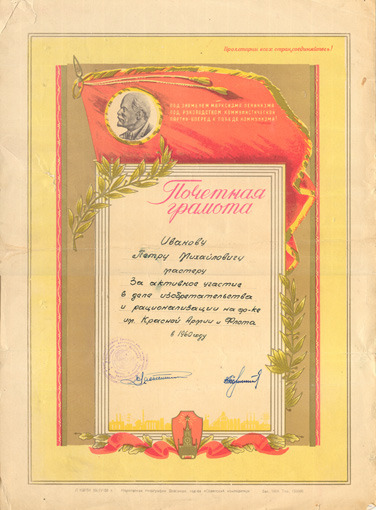 Пролетарии всех стран, соединяйтесь!
ПОД ЗНАМЕНЕМ МАРКСИЗМА-ЛЕНИНИЗМА
ПОД РУКОВОДСТВОМ КОММУНИСТИЧЕСКОЙ
ПАРТИИ-ВПЕРЕД К ПОБЕДЕ КОММУНИЗМА!
Почетная
грамота
Иванову
Петру Михайловичу
мастеру
За активное участие
в деле изобретательства
и рационализации на ф-ке
им. Красной Армии и Флота
в 1960 году